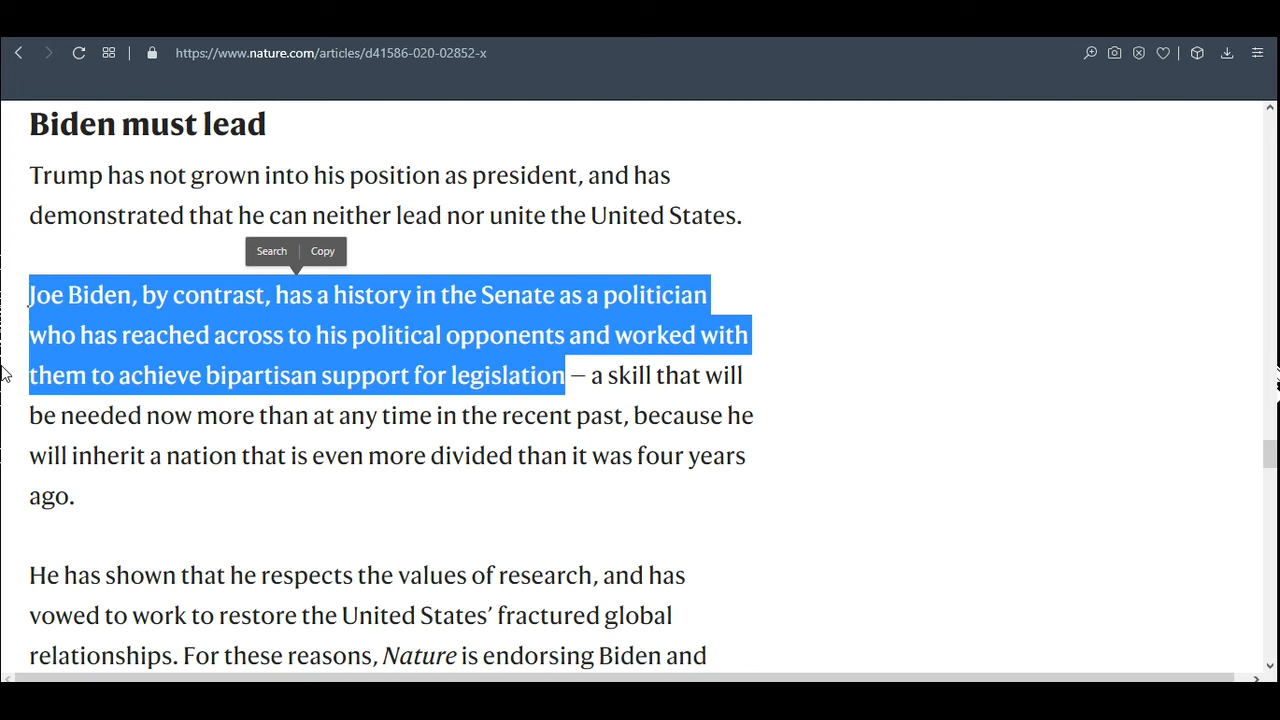 https://www.nature.com/articles/d41586-020-02852-x
Biden must lead
Trump has not grown into his position as president, and has
demonstrated that he can neither lead nor unite the United States.
Search Copy
Joe Biden, by contrast, has a history in the Senate as a politician
who has reached across to his political opponents and worked with
them to achieve bipartisan support for legislation — a skill that will
be needed now more than at any time in the recent past, because he
will inherit a nation that is even more divided than it was four years
ago.
He has shown that he respects the values of research, and has
vowed to work to restore the United States’ fractured global
relationships. For these reasons, Nature is endorsing Biden and